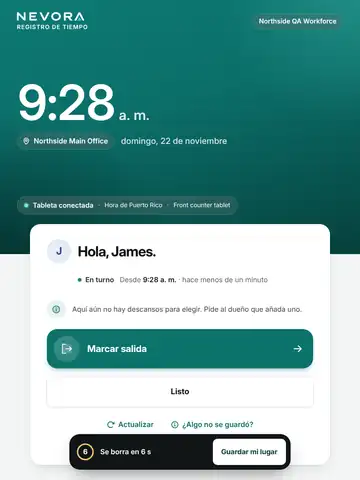 NEVORA
REGISTRO DE TIEMPO
Northside QA Workforce
9:28 a. m.
Northside Main Office
domingo, 22 de noviembre
Tableta conectada · Hora de Puerto Rico · Front counter tablet
J
Hola, James.
En turno Desde 9:28 a. m. · hace menos de un minuto
Aquí aún no hay descansos para elegir. Pide al dueño que añada uno.
Marcar salida
Listo
Actualizar
¿Algo no se guardó?
6
Se borra en 6 s
Guardar mi lugar